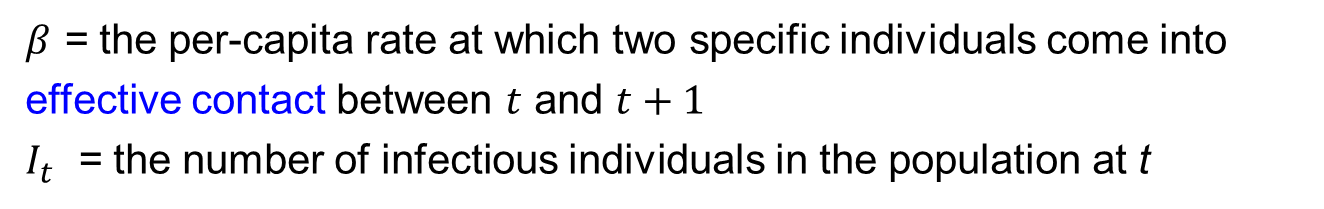 β = the per-capita rate at which two specific individuals come into
effective contact between t and t + 1
I_t = the number of infectious individuals in the population at t